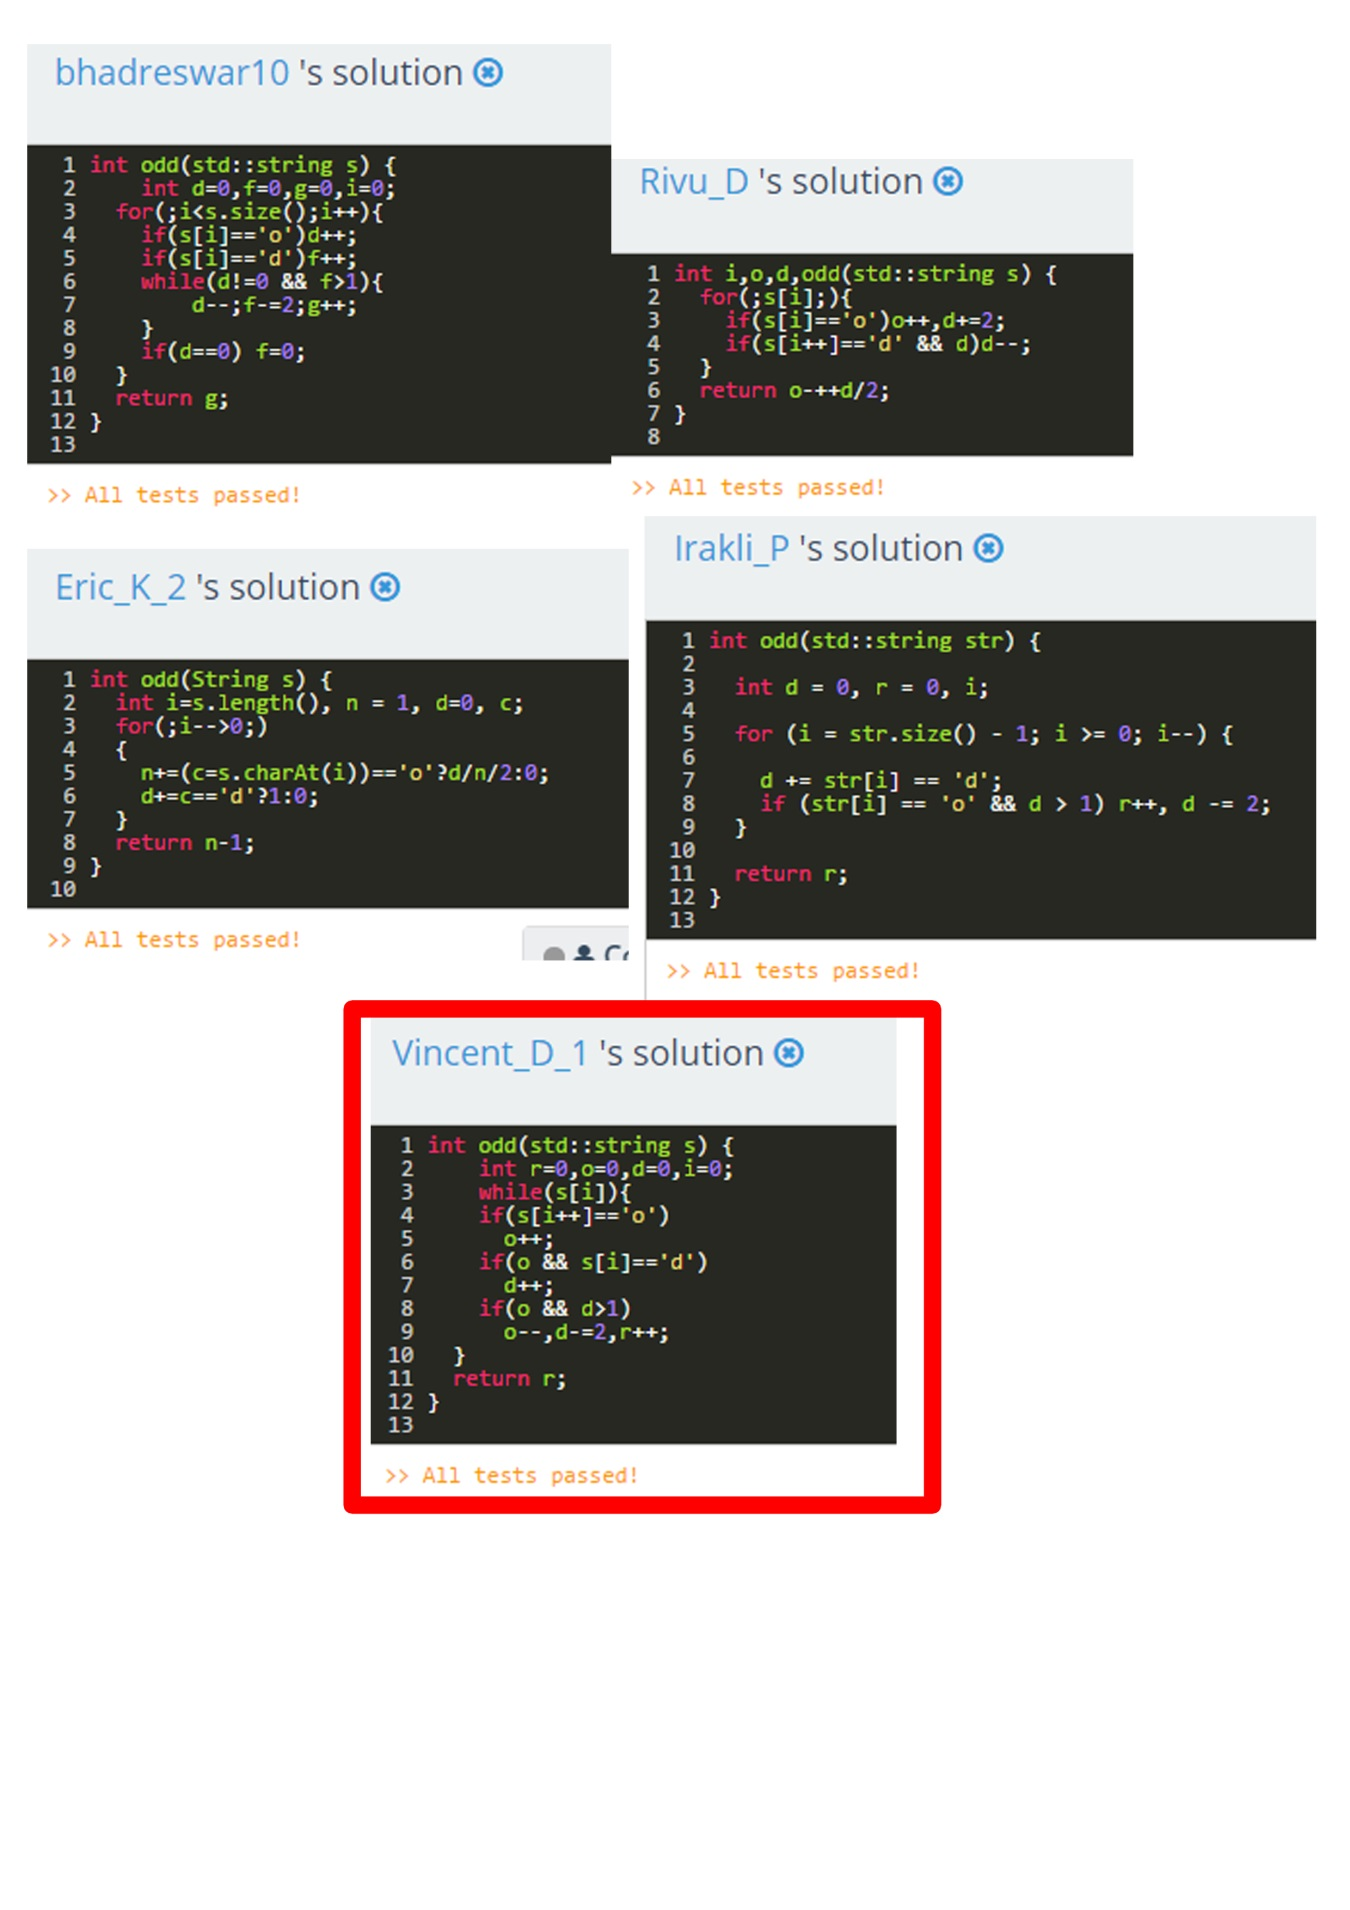 bhadreswar10 's solution
1 int odd(std::string s) {
2 int d=0,f=0,g=0,i=0;
3 for(;i<s.size();i++){
4 if(s[i]=='o')d++;
5 if(s[i]=='d')f++;
6 while(d!=0 && f>1){
7 d--;f-=2;g++;
8 }
9 if(d==0) f=0;
10 }
11 return g;
12 }
13
>> All tests passed!
Rivu_D 's solution
1 int i,o,d,odd(std::string s) {
2 for(;s[i];){
3 if(s[i]=='o')o++,d+=2;
4 if(s[i++]=='d' && d)d--;
5 }
6 return o-++d/2;
7 }
8
>> All tests passed!
Eric_K_2 's solution
1 int odd(String s) {
2 int i=s.length(), n = 1, d=0, c;
3 for(;i-->0;)
4 {
5 n+=(c=s.charAt(i))=='o'?d/n/2:0;
6 d+=c=='d'?1:0;
7 }
8 return n-1;
9 }
10
>> All tests passed!
Irakli_P 's solution
1 int odd(std::string str) {
2
3 int d = 0, r = 0, i;
4
5 for (i = str.size() - 1; i >= 0; i--) {
6
7 d += str[i] == 'd';
8 if (str[i] == 'o' && d > 1) r++, d -= 2;
9 }
10
11 return r;
12 }
13
>> All tests passed!
Vincent_D_1 's solution
1 int odd(std::string s) {
2 int r=0,o=0,d=0,i=0;
3 while(s[i]){
4 if(s[i++]=='o')
5 o++;
6 if(o && s[i]=='d')
7 d++;
8 if(o && d>1)
9 o--,d-=2,r++;
10 }
11 return r;
12 }
13
>> All tests passed!